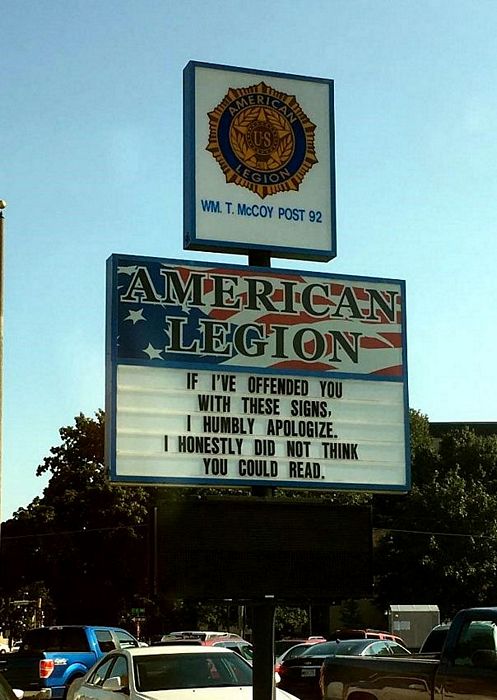 AMERICAN
US
LEGION
WM. T. McCOY POST 92
AMERICAN
LEGION
IF I'VE OFFENDED YOU
WITH THESE SIGNS,
I HUMBLY APOLOGIZE.
I HONESTLY DID NOT THINK
YOU COULD READ.